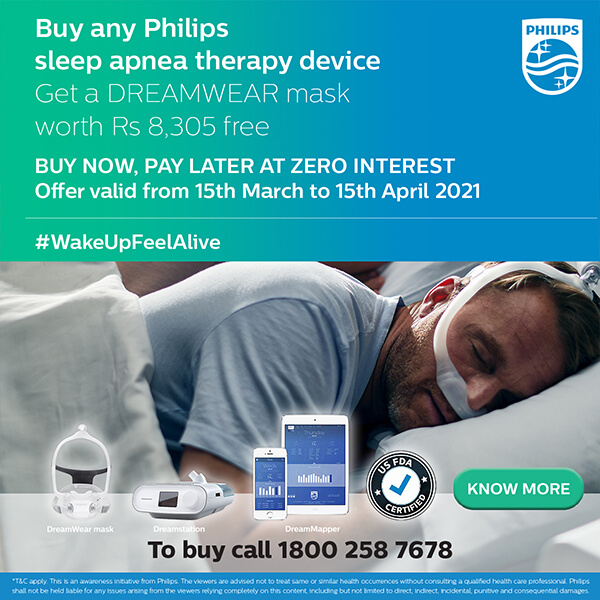 Buy any Philips
sleep apnea therapy device
Get a DREAMWEAR mask
worth Rs 8,305 free
BUY NOW, PAY LATER AT ZERO INTEREST
Offer valid from 15th March to 15th April 2021
#WakeUpFeelAlive
PHILIPS
US FDA
CERTIFIED
KNOW MORE
DreamWear mask
Dreamstation
DreamMapper
To buy call 1800 258 7678
*T&C apply. This is an awareness initiative from Philips. The viewers are advised not to treat same or similar health occurrences without consulting a qualified health care professional. Philips
shall not be held liable for any issues arising from the viewers relying completely on this content, including but not limited to direct, indirect, incidental, punitive and consequential damages.